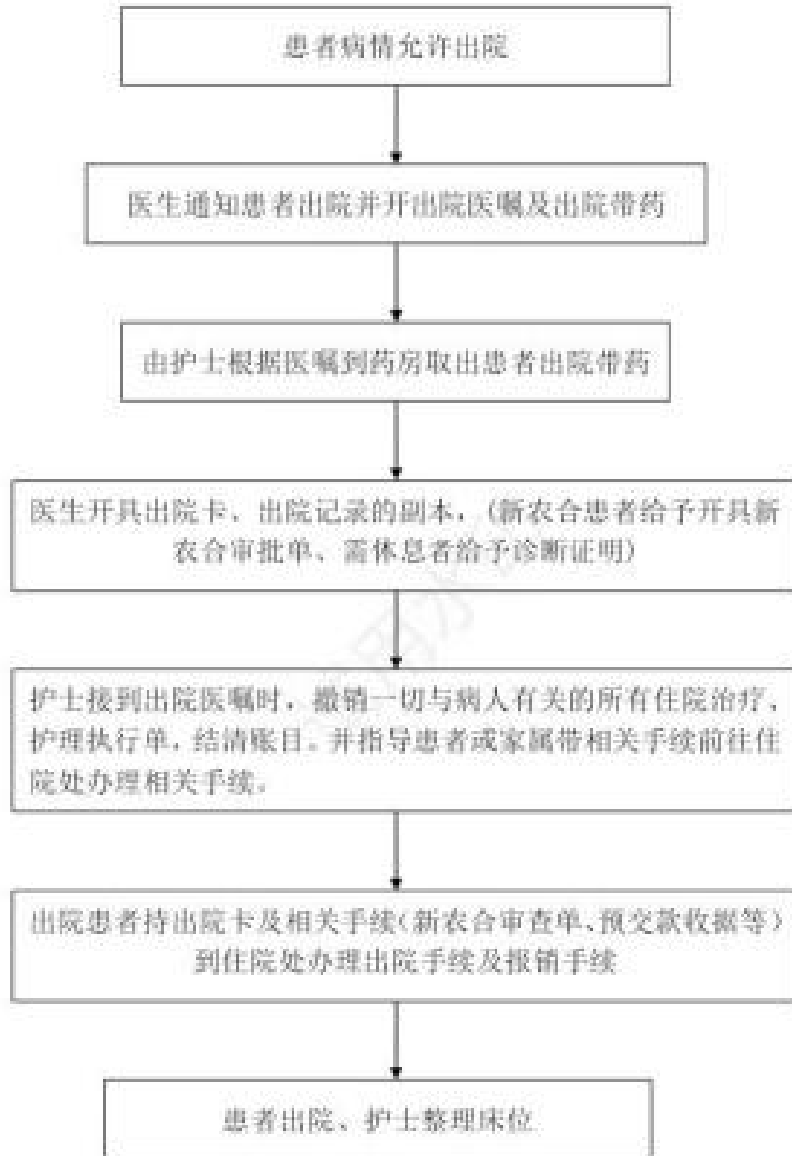 患者病情允许出院
医生通知患者出院并开出院医嘱及出院带药
由护士根据医嘱到药房取出患者出院带药
医生开具出院卡、出院记录的副本，(新农合患者给予开具新
农合审批单、需休息者给予诊断证明)
护士接到出院医嘱时，撤销一切与病人有关的所有住院治疗、
护理执行单，结清账目。并指导患者或家属带相关手续前往住
院处办理相关手续。
出院患者持出院卡及相关手续(新农合审查单、预交款收据等)
到住院处办理出院手续及报销手续
患者出院、护士整理床位